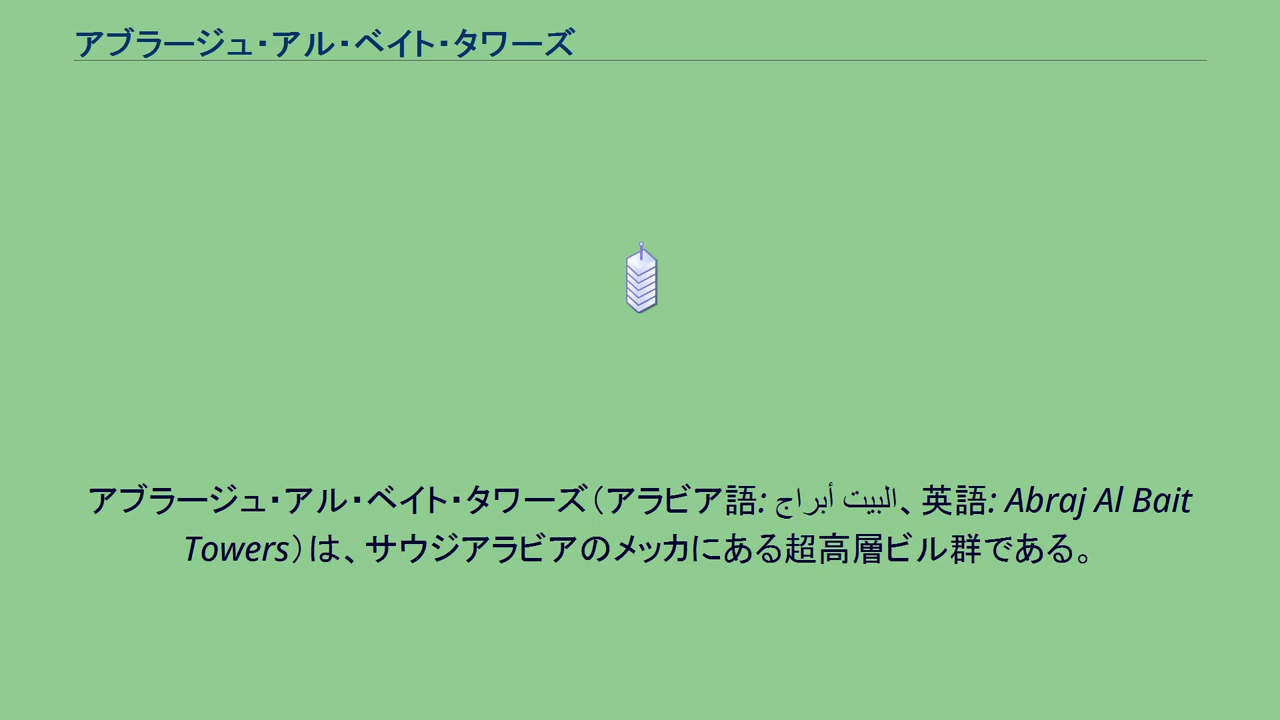 アブラージュ・アル・ベイト・タワーズ
アブラージュ・アル・ベイト・タワーズ（アラビア語: أبراج البيت、英語: Abraj Al Bait
Towers）は、サウジアラビアのメッカにある超高層ビル群である。